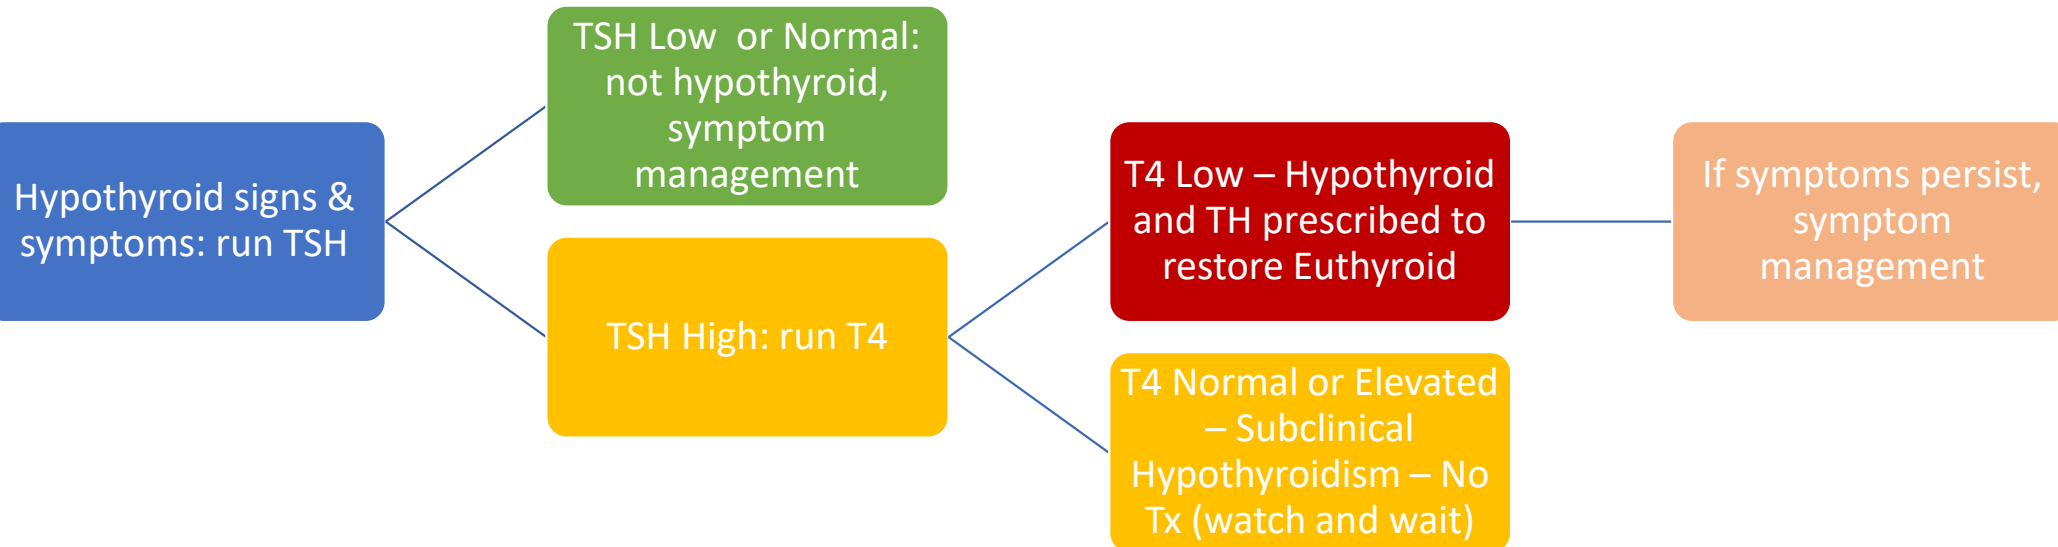 Hypothyroid signs &
symptoms: run TSH
TSH Low  or Normal:
not hypothyroid,
symptom
management
TSH High: run T4
T4 Low – Hypothyroid
and TH prescribed to
restore Euthyroid
T4 Normal or Elevated
– Subclinical
Hypothyroidism – No
Tx (watch and wait)
If symptoms persist,
symptom
management